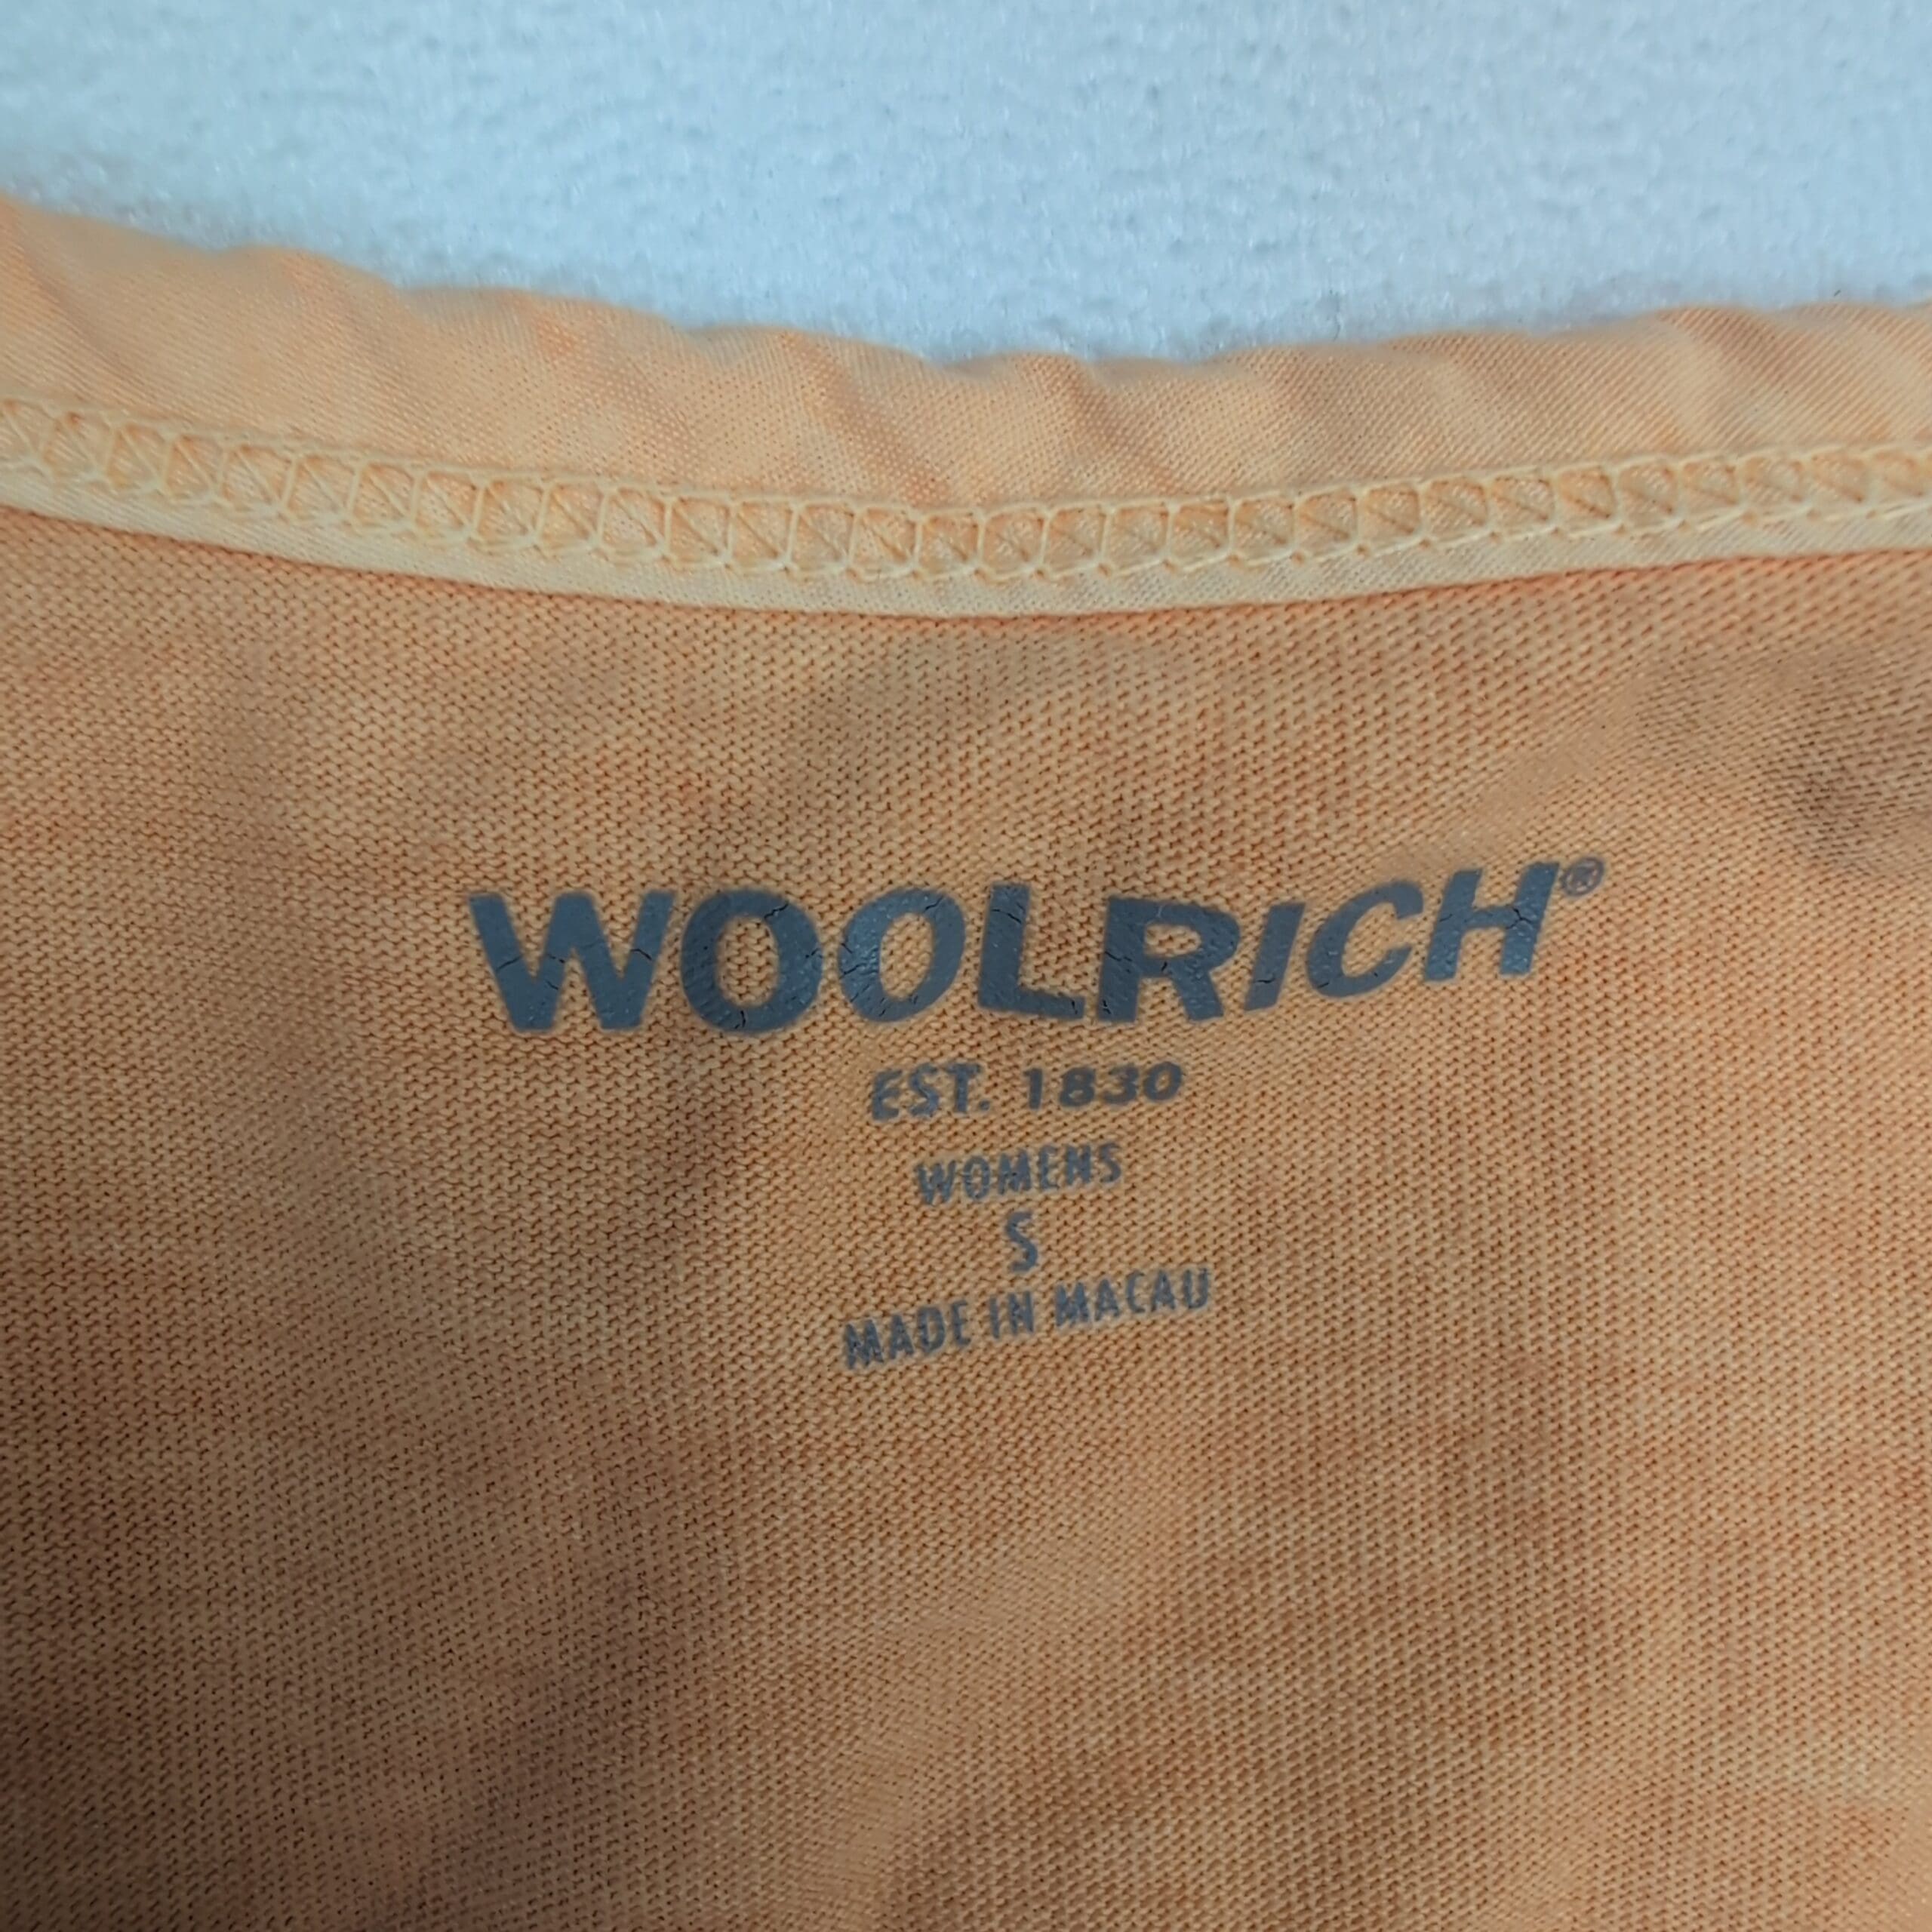 WOOLRICH®
EST. 1830
WOMENS
S
MADE IN MACAU